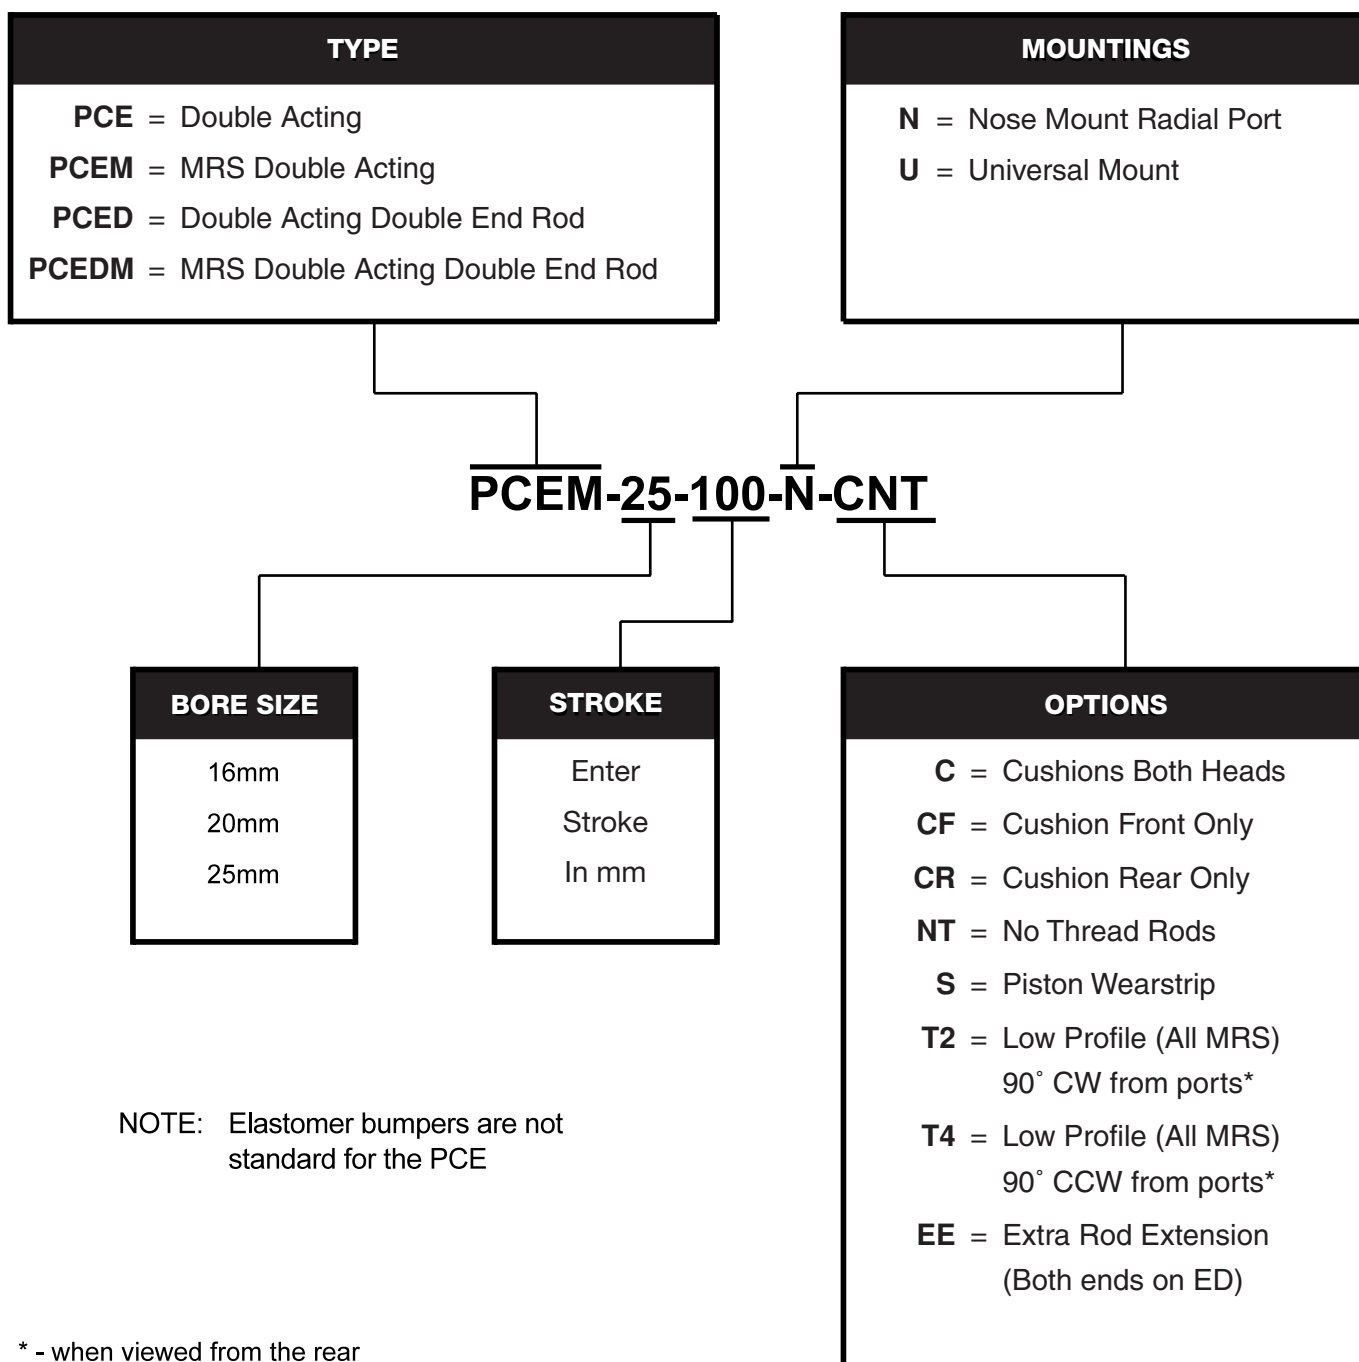 TYPE
PCE = Double Acting
PCEM = MRS Double Acting
PCED = Double Acting Double End Rod
PCEDM = MRS Double Acting Double End Rod
MOUNTINGS
N = Nose Mount Radial Port
U = Universal Mount
PCEM-25-100-N-CNT
BORE SIZE
16mm
20mm
25mm
STROKE
Enter
Stroke
In mm
OPTIONS
C = Cushions Both Heads
CF = Cushion Front Only
CR = Cushion Rear Only
NT = No Thread Rods
S = Piston Wearstrip
T2 = Low Profile (All MRS)
90˚ CW from ports*
T4 = Low Profile (All MRS)
90˚ CCW from ports*
EE = Extra Rod Extension
(Both ends on ED)
NOTE: Elastomer bumpers are not
standard for the PCE
* - when viewed from the rear